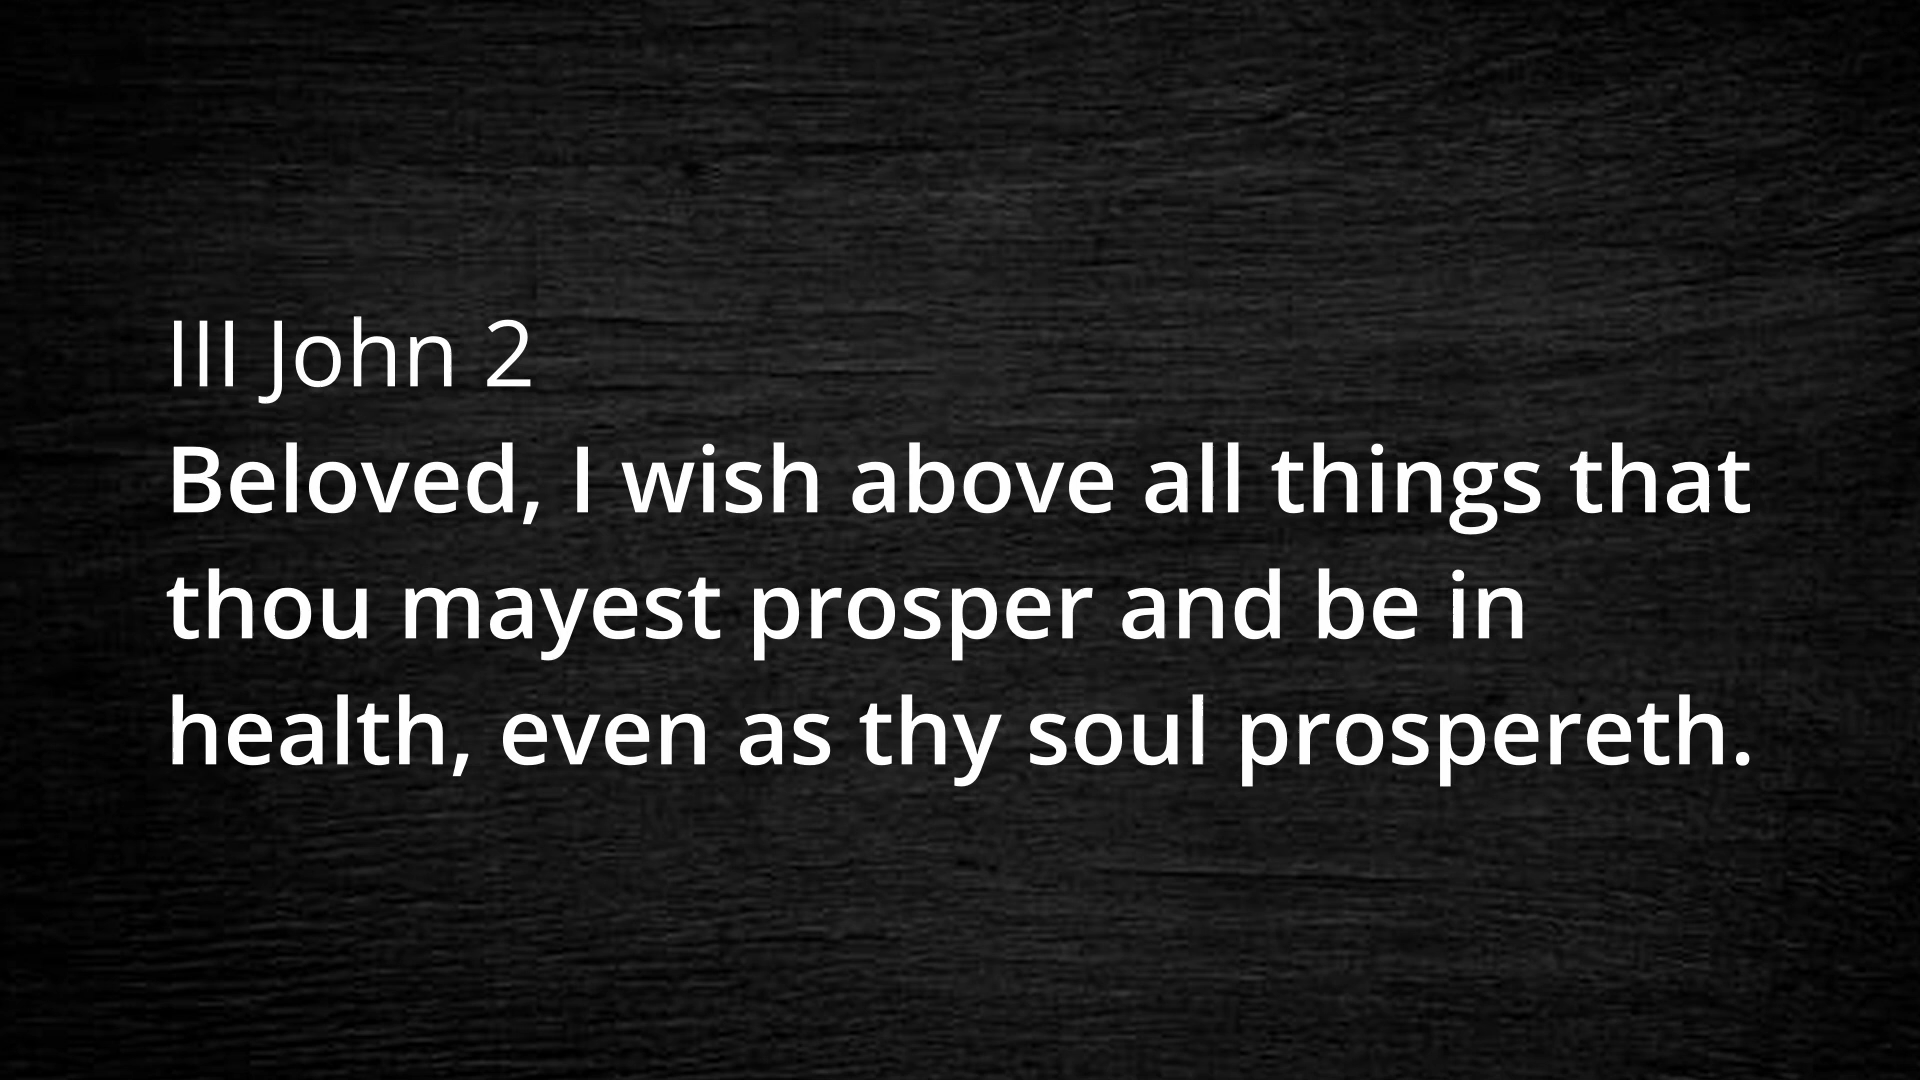 III John 2
Beloved, I wish above all things that
thou mayest prosper and be in
health, even as thy soul prospereth.